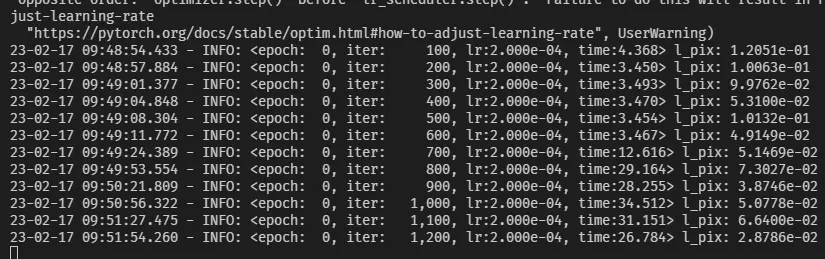 opposite order: `optimizer.step()` before `lr_scheduler.step()`. Failure to do this will result in
just-learning-rate
"https://pytorch.org/docs/stable/optim.html#how-to-adjust-learning-rate", UserWarning)
23-02-17 09:48:54.433 - INFO: <epoch:  0, iter:     100, lr:2.000e-04, time:4.368> l_pix: 1.2051e-01
23-02-17 09:48:57.884 - INFO: <epoch:  0, iter:     200, lr:2.000e-04, time:3.450> l_pix: 1.0063e-01
23-02-17 09:49:01.377 - INFO: <epoch:  0, iter:     300, lr:2.000e-04, time:3.493> l_pix: 9.9762e-02
23-02-17 09:49:04.848 - INFO: <epoch:  0, iter:     400, lr:2.000e-04, time:3.470> l_pix: 5.3100e-02
23-02-17 09:49:08.304 - INFO: <epoch:  0, iter:     500, lr:2.000e-04, time:3.454> l_pix: 1.0132e-01
23-02-17 09:49:11.772 - INFO: <epoch:  0, iter:     600, lr:2.000e-04, time:3.467> l_pix: 4.9149e-02
23-02-17 09:49:24.389 - INFO: <epoch:  0, iter:     700, lr:2.000e-04, time:12.616> l_pix: 5.1469e-02
23-02-17 09:49:53.554 - INFO: <epoch:  0, iter:     800, lr:2.000e-04, time:29.164> l_pix: 7.3027e-02
23-02-17 09:50:21.809 - INFO: <epoch:  0, iter:     900, lr:2.000e-04, time:28.255> l_pix: 3.8746e-02
23-02-17 09:50:56.322 - INFO: <epoch:  0, iter:   1,000, lr:2.000e-04, time:34.512> l_pix: 5.0778e-02
23-02-17 09:51:27.475 - INFO: <epoch:  0, iter:   1,100, lr:2.000e-04, time:31.151> l_pix: 6.6400e-02
23-02-17 09:51:54.260 - INFO: <epoch:  0, iter:   1,200, lr:2.000e-04, time:26.784> l_pix: 2.8786e-02